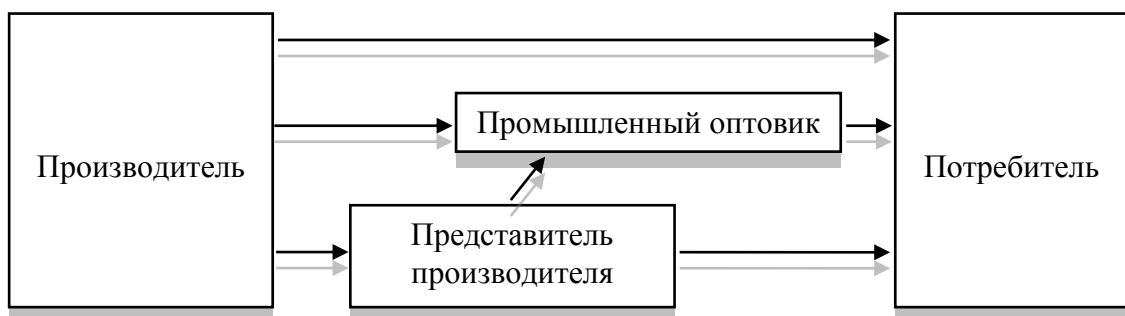 Промышленный оптовик
Производитель
Потребитель
Представитель
производителя